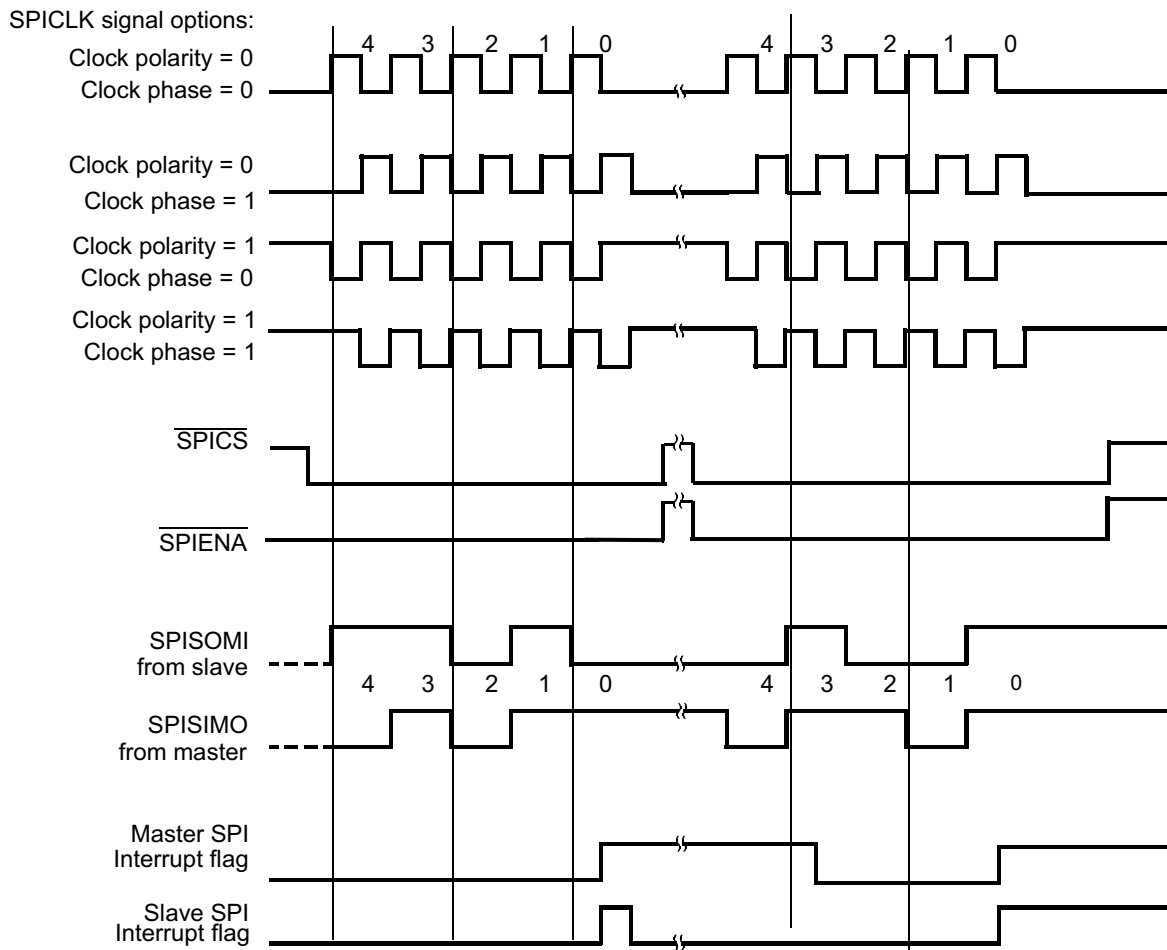 SPICLK signal options:
4 3 2 1 0 4 3 2 1 0
Clock polarity = 0
Clock phase = 0
Clock polarity = 0
Clock phase = 1
Clock polarity = 1
Clock phase = 0
Clock polarity = 1
Clock phase = 1
SPICS
SPIENA
SPISOMI
from slave
4 3 2 1 0 4 3 2 1 0
SPISIMO
from master
Master SPI
Interrupt flag
Slave SPI
Interrupt flag